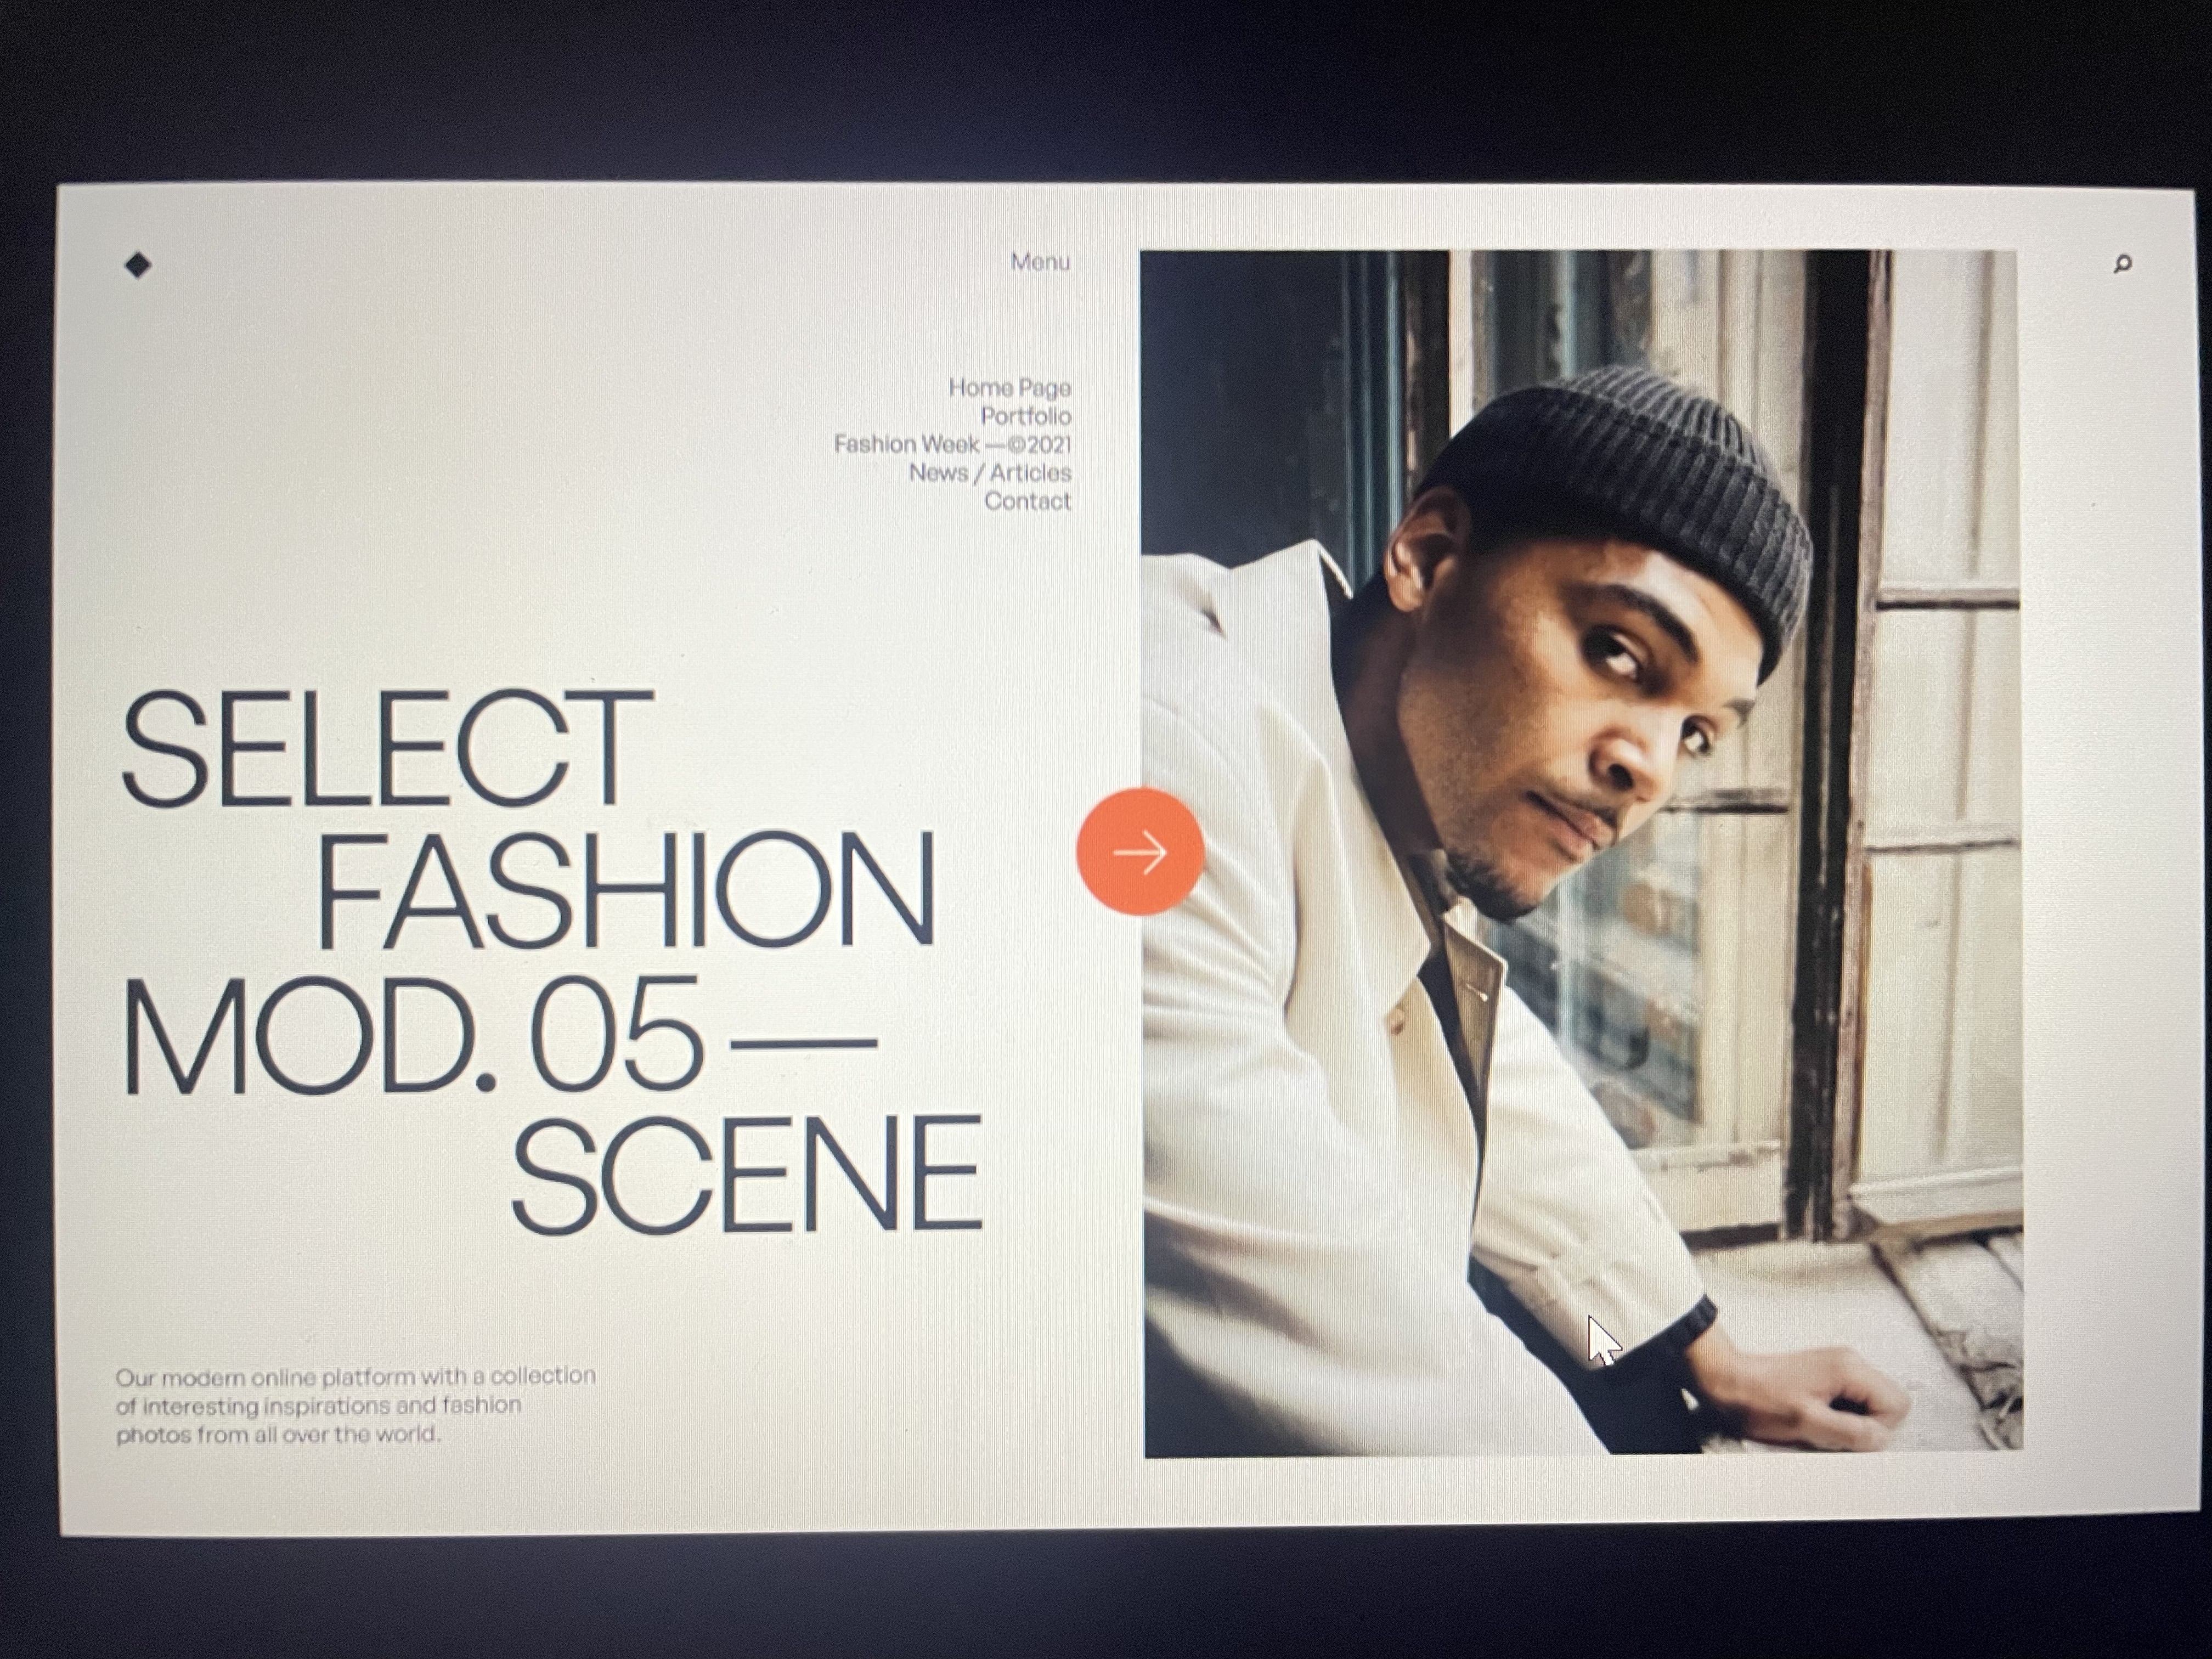 Menu
Home Page
Portfolio
Fashion Week —©2021
News / Articles
Contact
SELECT
FASHION
MOD. 05 —
SCENE
Our modern online platform with a collection
of interesting inspirations and fashion
photos from all over the world.